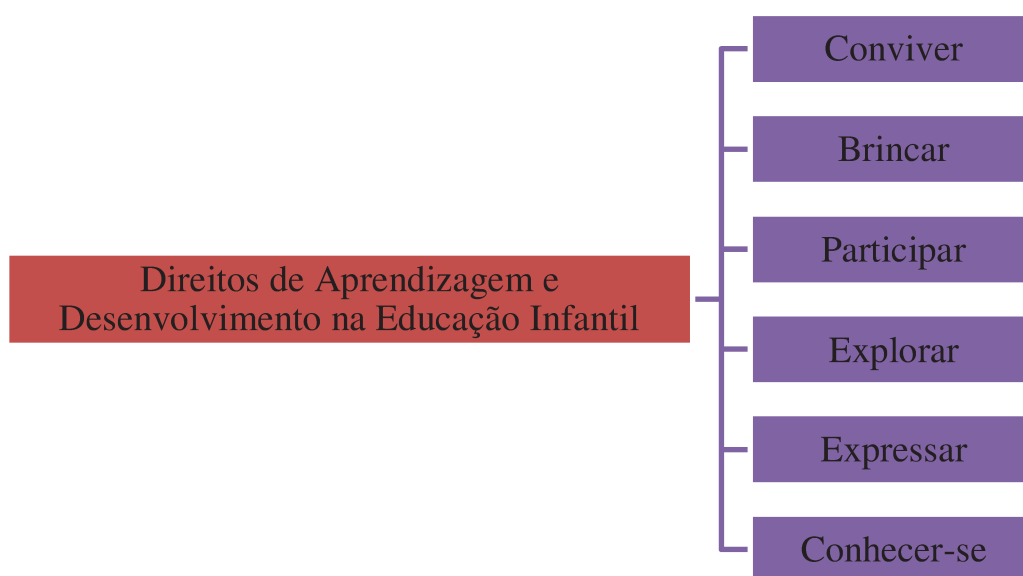 Direitos de Aprendizagem e
Desenvolvimento na Educação Infantil
Conviver
Brincar
Participar
Explorar
Expressar
Conhecer-se